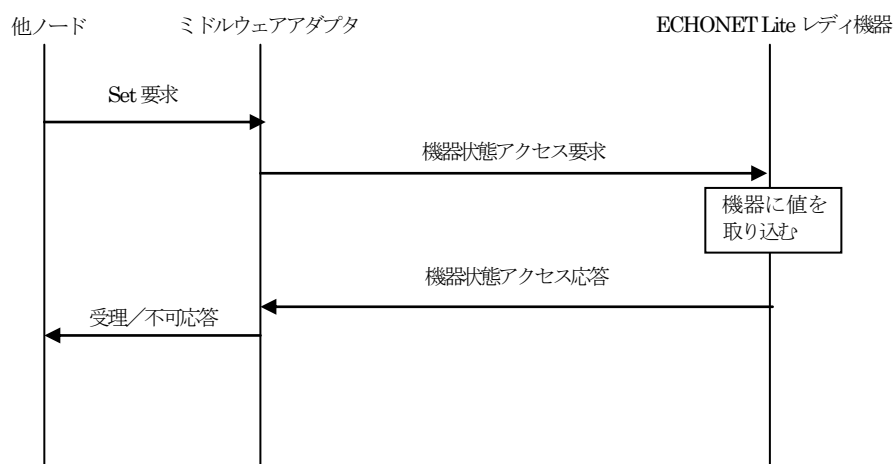 他ノード
ミドルウェアアダプタ
ECHONET Lite レディ機器
Set 要求
機器状態アクセス要求
機器に値を
取り込む
機器状態アクセス応答
受理／不可応答